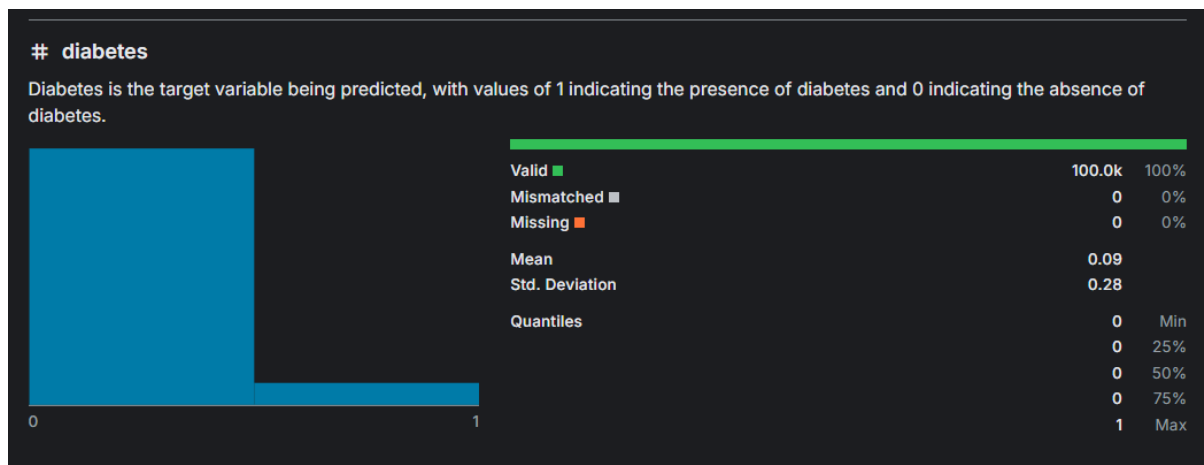 # diabetes
Diabetes is the target variable being predicted, with values of 1 indicating the presence of diabetes and 0 indicating the absence of
diabetes.
0 1
Valid 100.0k 100%
Mismatched 0 0%
Missing 0 0%
Mean 0.09
Std. Deviation 0.28
Quantiles 0 Min
0 25%
0 50%
0 75%
1 Max